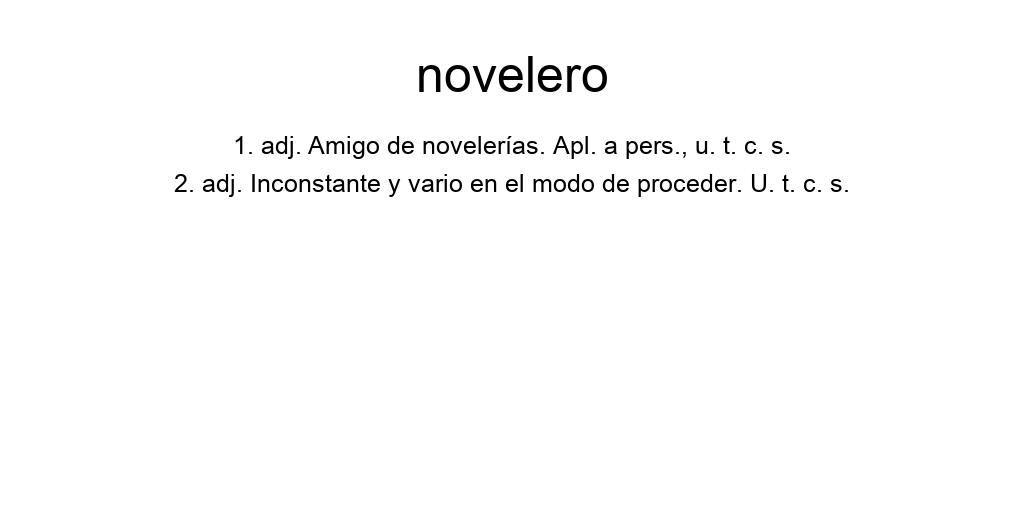 novelero
1. adj. Amigo de novelerías. Apl. a pers., u. t. c. s.
2. adj. Inconstante y vario en el modo de proceder. U. t. c. s.